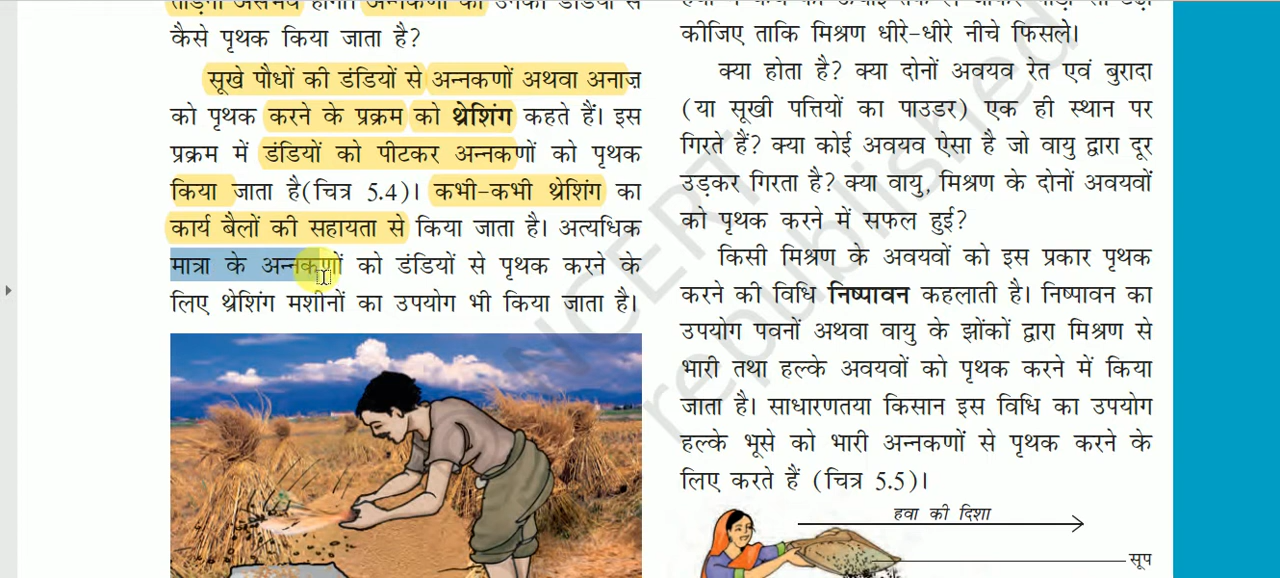 कैसे पृथक किया जाता है?
सूखे पौधों की डंडियों से अन्नकणों अथवा अनाज़
को पृथक करने के प्रक्रम को थ्रेशिंग कहते हैं। इस
प्रक्रम में डंडियों को पीटकर अन्नकणों को पृथक
किया जाता है(चित्र 5.4)। कभी-कभी थ्रेशिंग का
कार्य बैलों की सहायता से किया जाता है। अत्यधिक
मात्रा के अन्नकणों को डंडियों से पृथक करने के
लिए थ्रेशिंग मशीनों का उपयोग भी किया जाता है।
कीजिए ताकि मिश्रण धीरे-धीरे नीचे फिसले।
क्या होता है? क्या दोनों अवयव रेत एवं बुरादा
(या सूखी पत्तियों का पाउडर) एक ही स्थान पर
गिरते हैं? क्या कोई अवयव ऐसा है जो वायु द्वारा दूर
उड़कर गिरता है? क्या वायु, मिश्रण के दोनों अवयवों
को पृथक करने में सफल हुई?
किसी मिश्रण के अवयवों को इस प्रकार पृथक
करने की विधि निष्पावन कहलाती है। निष्पावन का
उपयोग पवनों अथवा वायु के झोंकों द्वारा मिश्रण से
भारी तथा हल्के अवयवों को पृथक करने में किया
जाता है। साधारणतया किसान इस विधि का उपयोग
हल्के भूसे को भारी अन्नकणों से पृथक करने के
लिए करते हैं (चित्र 5.5)।
हवा की दिशा
सूप
NCERT
republished